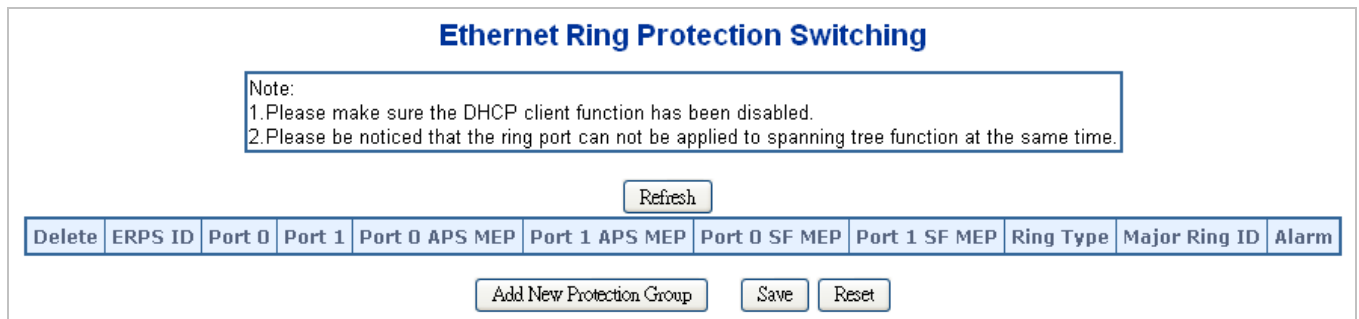 Ethernet Ring Protection Switching
Note:
1.Please make sure the DHCP client function has been disabled.
2.Please be noticed that the ring port can not be applied to spanning tree function at the same time.
Refresh
Delete ERPS ID Port 0 Port 1 Port 0 APS MEP Port 1 APS MEP Port 0 SF MEP Port 1 SF MEP Ring Type Major Ring ID Alarm
Add New Protection Group Save Reset